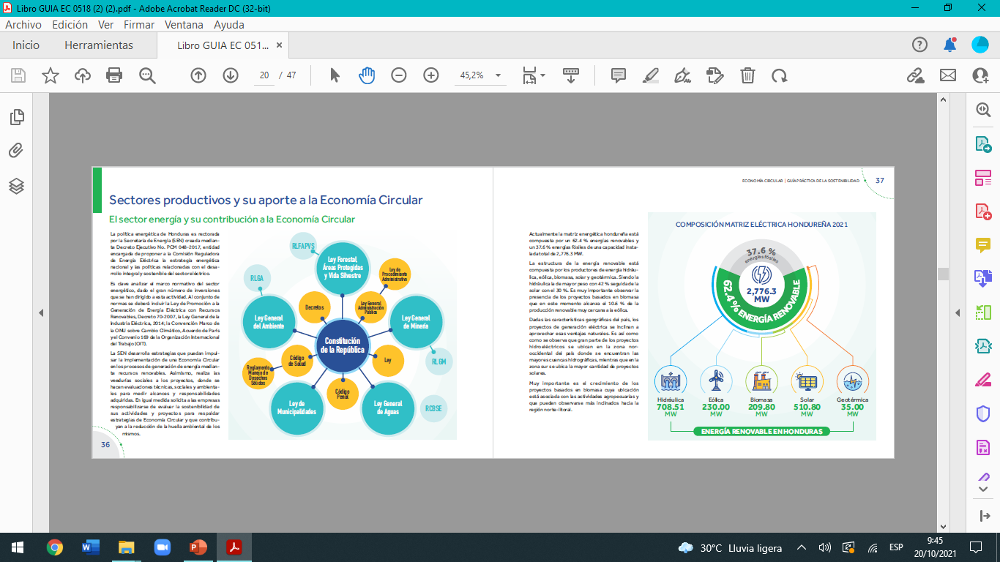 Libro GUIA EC 0518 (2) (2).pdf - Adobe Acrobat Reader DC (32-bit)
Archivo Edición Ver Firmar Ventana Ayuda
Inicio Herramientas Libro GUIA EC 051... ×
20 / 47 45,2%
ECONOMÍA CIRCULAR | GUÍA PRÁCTICA DE LA SOSTENIBILIDAD 37
Sectores productivos y su aporte a la Economía Circular
El sector energía y su contribución a la Economía Circular
La política energética de Honduras es rectorada
por la Secretaría de Energía (SEN) creada median-
te Decreto Ejecutivo No. PCM 048-2017, entidad
encargada de proponer a la Comisión Reguladora
de Energía Eléctrica la estrategia energética
nacional y las políticas relacionadas con el desa-
rrollo integral y sostenible del sector eléctrico.
Es clave analizar el marco normativo del sector
energético, dado el gran número de inversiones
que se han dirigido a esta actividad. Al conjunto de
normas se deberá incluir la Ley de Promoción a la
Generación de Energía Eléctrica con Recursos
Renovables, Decreto 70-2007, la Ley General de la
Industria Eléctrica, 2014; la Convención Marco de
la ONU sobre Cambio Climático, Acuerdo de París
y el Convenio 169 de la Organización Internacional
del Trabajo (OIT).
La SEN desarrolla estrategias que puedan impul-
sar la implementación de una Economía Circular
en los procesos de generación de energía median-
te recursos renovables. Asimismo, realiza las
veedurías sociales a los proyectos, donde se
hacen evaluaciones técnicas, sociales y ambienta-
les para medir alcances y responsabilidades
adquiridas. En igual medida solicita a las empresas
responsabilizarse de evaluar la sostenibilidad de
sus actividades y proyectos para respaldar
estrategias de Economía Circular y que contribu-
yan a la reducción de la huella ambiental de los
mismos.
36
RLFAPVS
Ley Forestal,
Áreas Protegidas
y Vida Silvestre
Ley de
Procedimiento
Administrativo
RLGA
Decretos
Ley General
Administración
Pública
Ley General
del Ambiente
Ley General
de Minería
Constitución
de la República
Código
de Salud
Ley
RLGM
Reglamento
Manejo de
Desechos
Sólidos
Código
Penal
Ley de
Municipalidades
Ley General
de Aguas
RCBSE
Actualmente la matriz energética hondureña está
compuesta por un 62.4 % energías renovables y
un 37.6 % energías fósiles de una capacidad insta-
lada total de 2,776.3 MW.
La estructura de la energía renovable está
compuesta por los productores de energía hidráu-
lica, eólica, biomasa, solar y geotérmica. Siendo la
hidráulica la de mayor peso con 42 % seguida de la
solar con el 30 %. Es muy importante observar la
presencia de los proyectos basados en biomasa
que en este momento alcanza el 10.6 % de la
producción renovable muy cercana a la eólica.
Dadas las características geográficas del país, los
proyectos de generación eléctrica se inclinan a
aprovechar esas ventajas naturales. Es así como
como se observa que gran parte de los proyectos
hidroeléctricos se ubican en la zona nor-
occidental del país donde se encuentran las
mayores cuencas hidrográficas, mientras que en la
zona sur se ubica la mayor cantidad de proyectos
solares.
Muy importante es el crecimiento de los
proyectos basados en biomasa cuya ubicación
está asociada con las actividades agropecuarias y
que pueden observarse más inclinados hacia la
región norte-litoral.
COMPOSICIÓN MATRIZ ELÉCTRICA HONDUREÑA 2021
37.6 %
energías fósiles
2,776.3
MW
62.4 % ENERGÍA RENOVABLE
Hidráulica Eólica Biomasa Solar Geotérmica
708.51 230.00 209.80 510.80 35.00
MW MW MW MW MW
ENERGÍA RENOVABLE EN HONDURAS
30°C Lluvia ligera ESP 9:45
20/10/2021